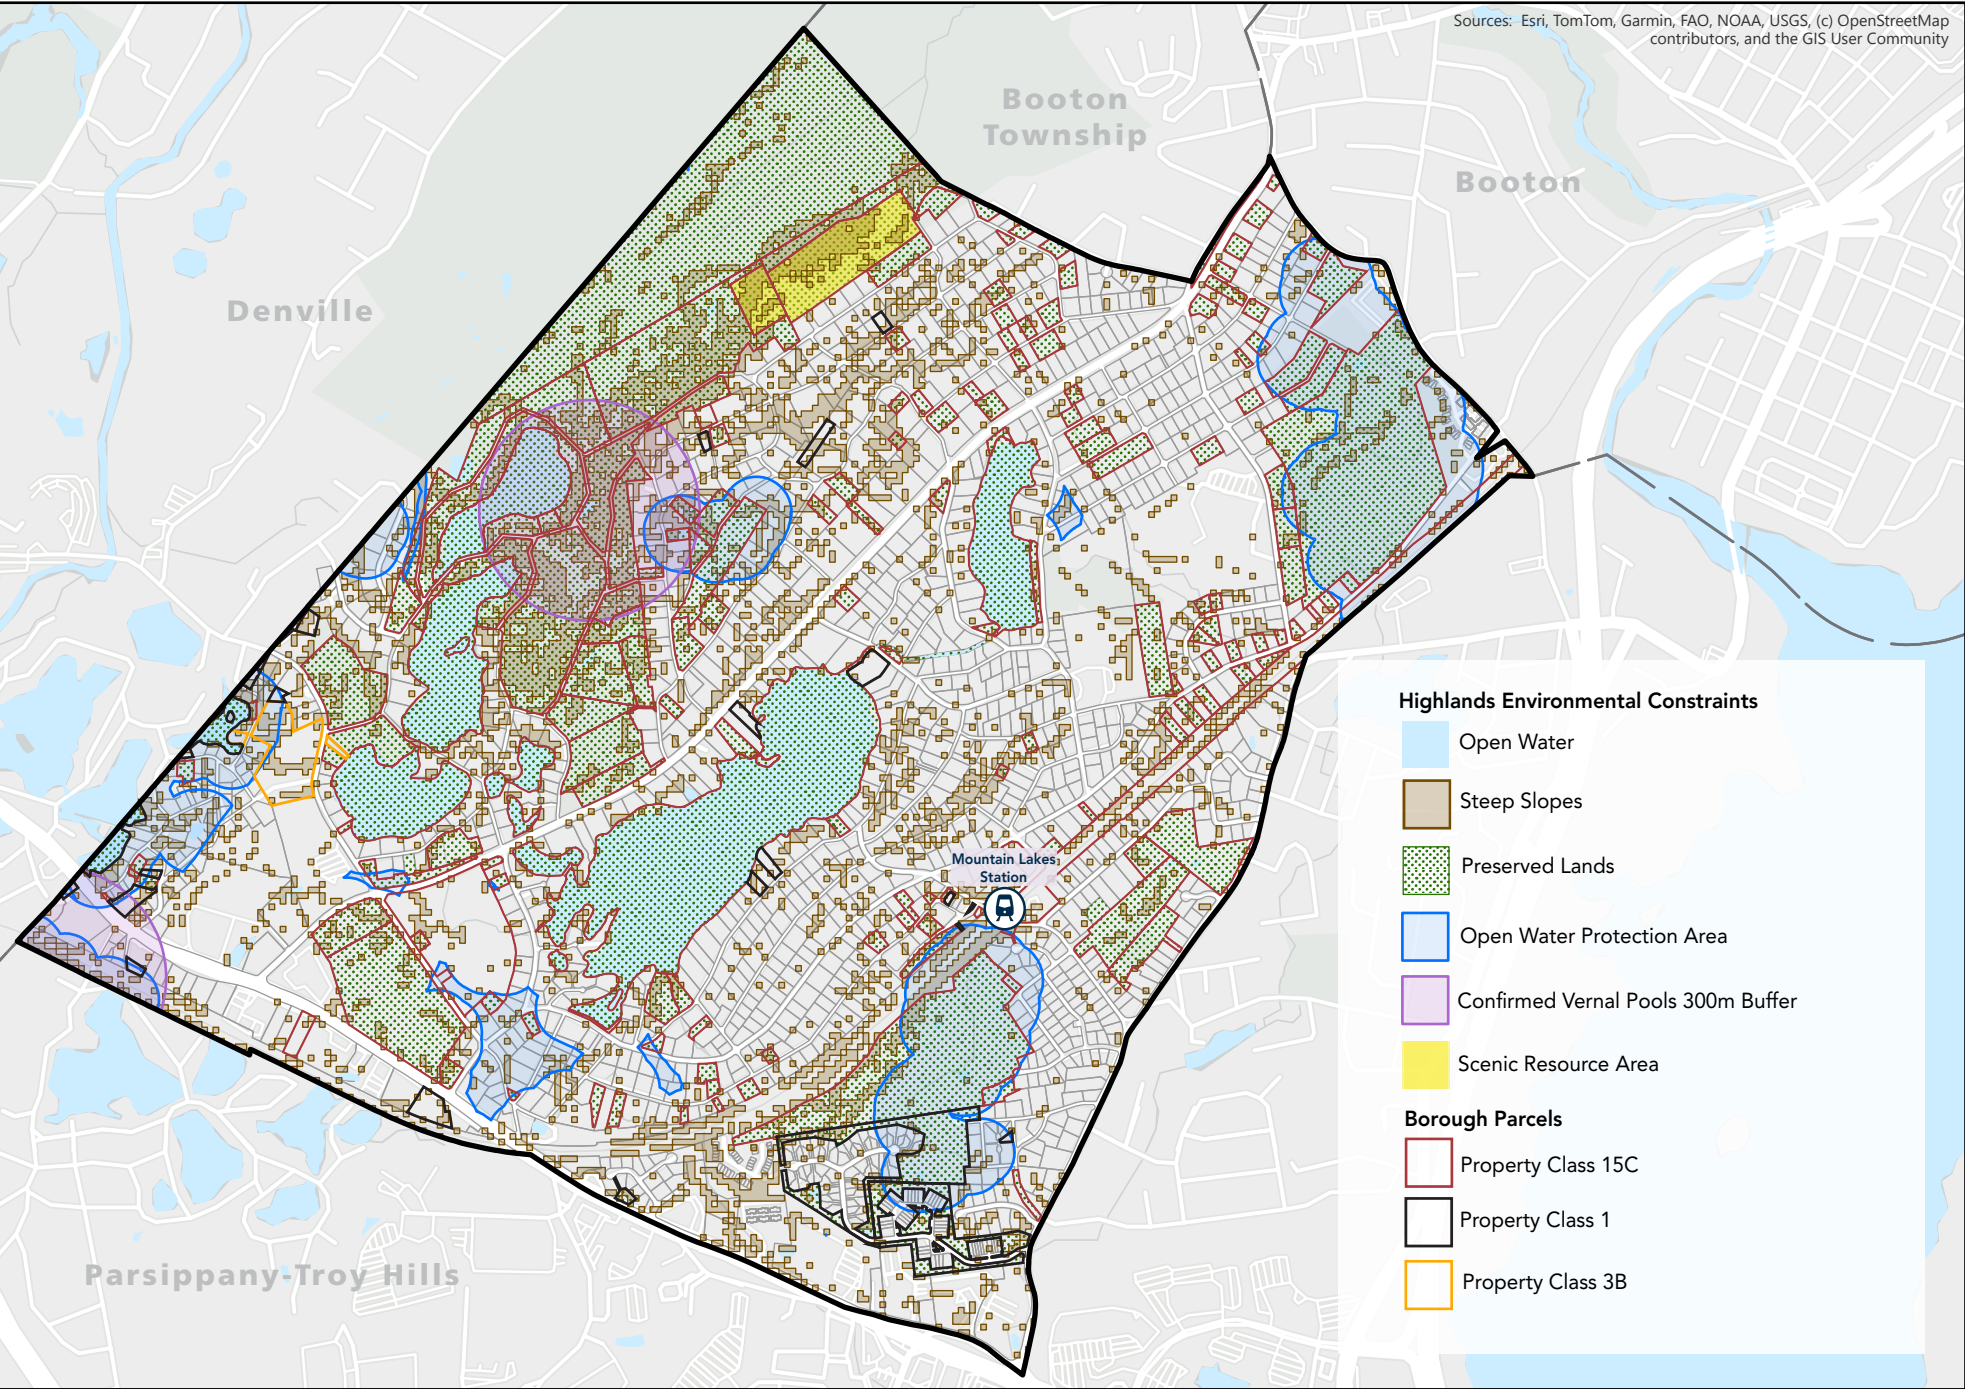 Sources: Esri, TomTom, Garmin, FAO, NOAA, USGS, (c) OpenStreetMap
contributors, and the GIS User Community
Booton
Township
Booton
Denville
Mountain Lakes
Station
Parsippany-Troy Hills
Highlands Environmental Constraints
Open Water
Steep Slopes
Preserved Lands
Open Water Protection Area
Confirmed Vernal Pools 300m Buffer
Scenic Resource Area
Borough Parcels
Property Class 15C
Property Class 1
Property Class 3B